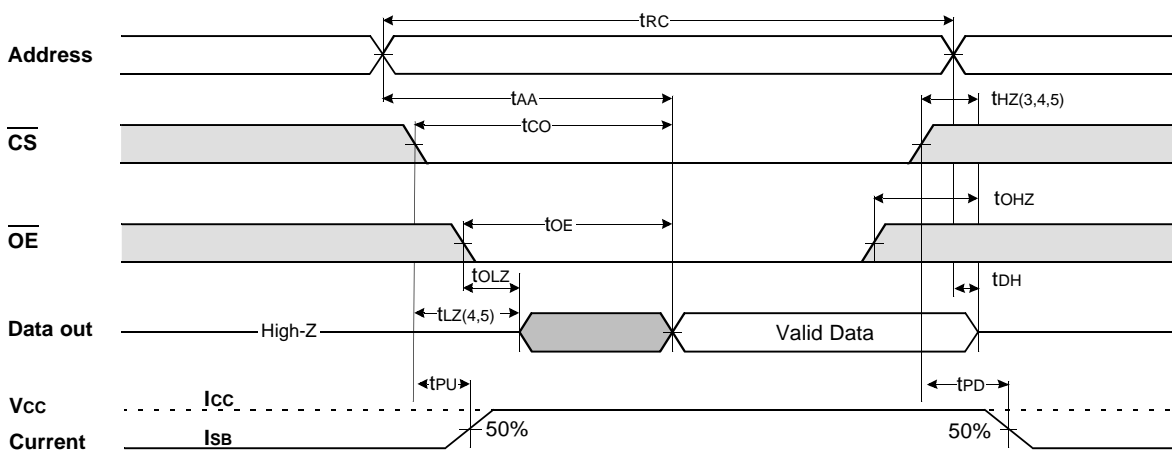 tRC
Address
tAA
tHZ(3,4,5)
CS
tCO
tOHZ
OE
tOE
tOLZ
tDH
tLZ(4,5)
Data out
High-Z
Valid Data
tPU
tPD
VCC
ICC
50%
50%
Current
ISB